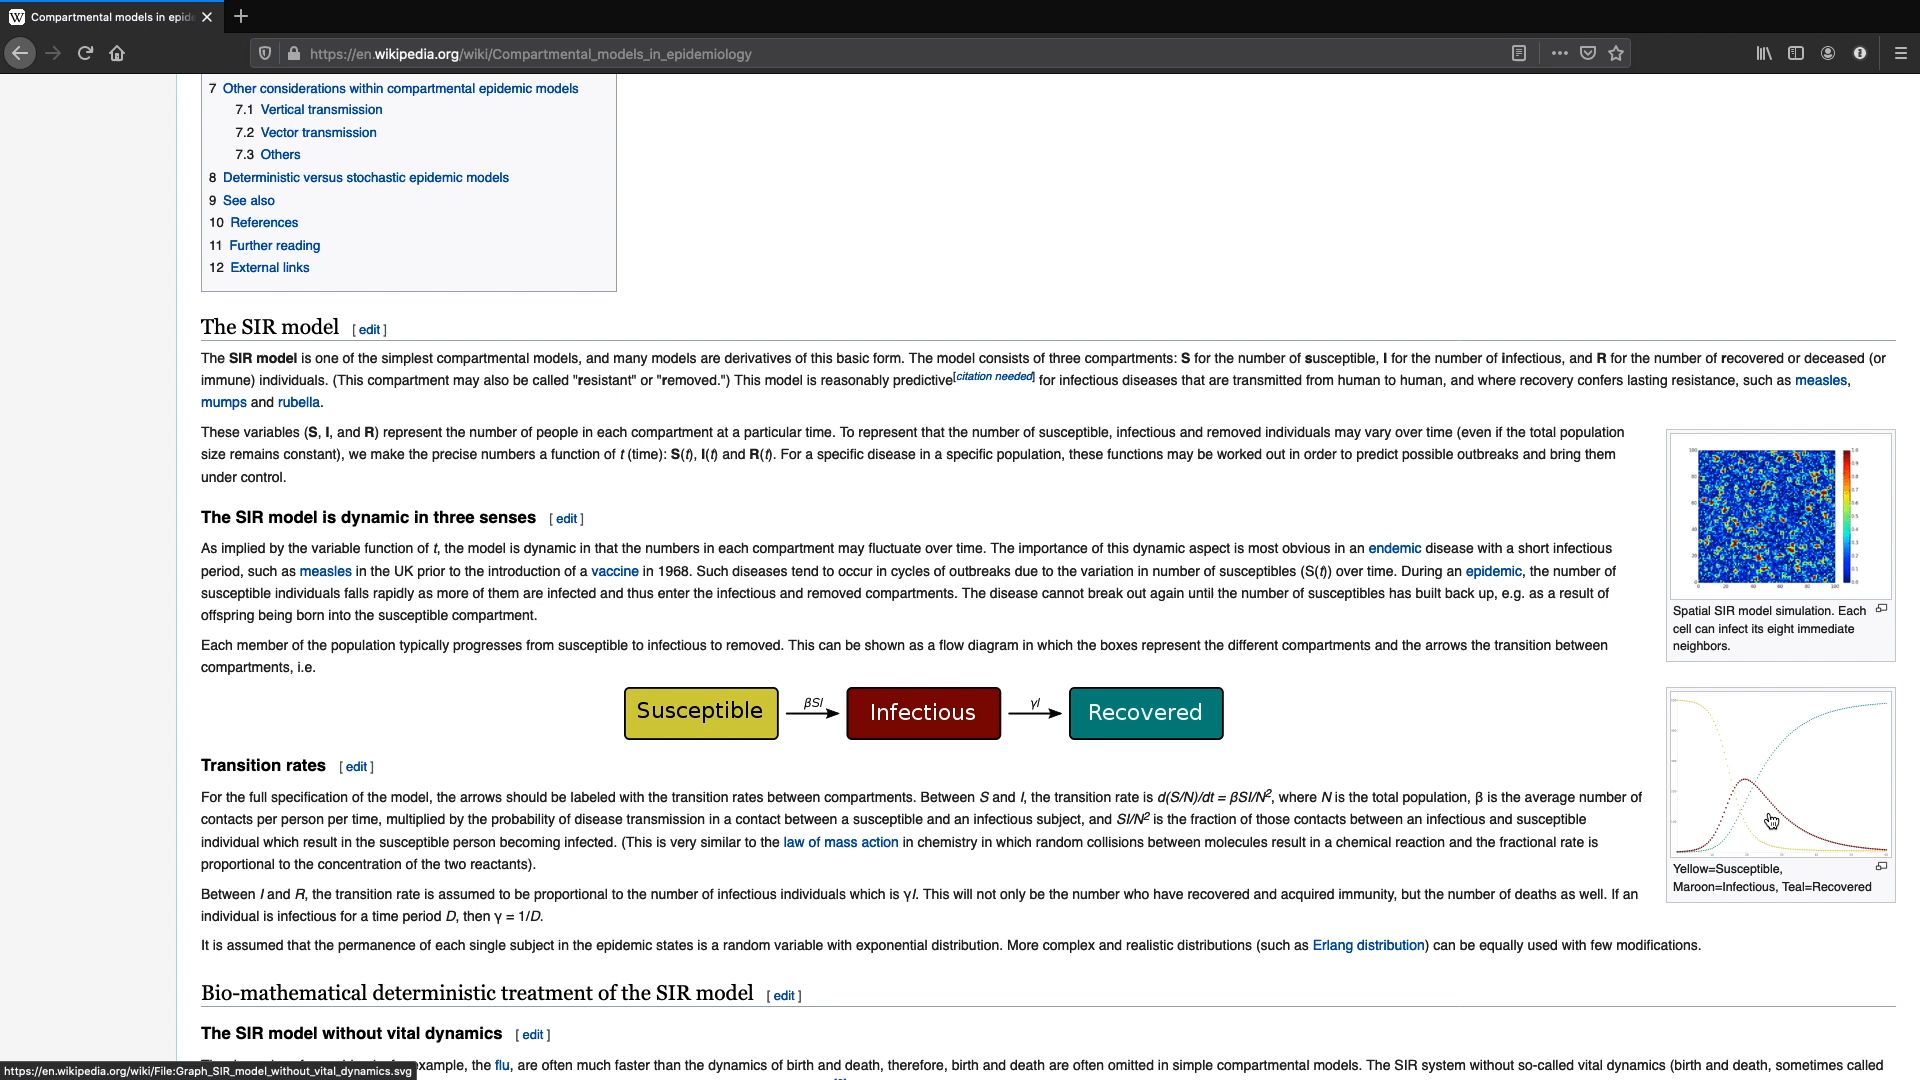 Compartmental models in epid
https://en.wikipedia.org/wiki/Compartmental_models_in_epidemiology
7 Other considerations within compartmental epidemic models
7.1 Vertical transmission
7.2 Vector transmission
7.3 Others
8 Deterministic versus stochastic epidemic models
9 See also
10 References
11 Further reading
12 External links
The SIR model [ edit ]
The SIR model is one of the simplest compartmental models, and many models are derivatives of this basic form. The model consists of three compartments: S for the number of susceptible, I for the number of infectious, and R for the number of recovered or deceased (or
immune) individuals. (This compartment may also be called "resistant" or "removed.") This model is reasonably predictive[citation needed] for infectious diseases that are transmitted from human to human, and where recovery confers lasting resistance, such as measles,
mumps and rubella.
These variables (S, I, and R) represent the number of people in each compartment at a particular time. To represent that the number of susceptible, infectious and removed individuals may vary over time (even if the total population
size remains constant), we make the precise numbers a function of t (time): S(t), I(t) and R(t). For a specific disease in a specific population, these functions may be worked out in order to predict possible outbreaks and bring them
under control.
The SIR model is dynamic in three senses [ edit ]
As implied by the variable function of t, the model is dynamic in that the numbers in each compartment may fluctuate over time. The importance of this dynamic aspect is most obvious in an endemic disease with a short infectious
period, such as measles in the UK prior to the introduction of a vaccine in 1968. Such diseases tend to occur in cycles of outbreaks due to the variation in number of susceptibles (S(t)) over time. During an epidemic, the number of
susceptible individuals falls rapidly as more of them are infected and thus enter the infectious and removed compartments. The disease cannot break out again until the number of susceptibles has built back up, e.g. as a result of
offspring being born into the susceptible compartment.
Each member of the population typically progresses from susceptible to infectious to removed. This can be shown as a flow diagram in which the boxes represent the different compartments and the arrows the transition between
compartments, i.e.
Susceptible βSI Infectious γI Recovered
Spatial SIR model simulation. Each
cell can infect its eight immediate
neighbors.
Yellow=Susceptible,
Maroon=Infectious, Teal=Recovered
Transition rates [ edit ]
For the full specification of the model, the arrows should be labeled with the transition rates between compartments. Between S and I, the transition rate is d(S/N)/dt = βSI/N², where N is the total population, β is the average number of
contacts per person per time, multiplied by the probability of disease transmission in a contact between a susceptible and an infectious subject, and SI/N² is the fraction of those contacts between an infectious and susceptible
individual which result in the susceptible person becoming infected. (This is very similar to the law of mass action in chemistry in which random collisions between molecules result in a chemical reaction and the fractional rate is
proportional to the concentration of the two reactants).
Between I and R, the transition rate is assumed to be proportional to the number of infectious individuals which is γI. This will not only be the number who have recovered and acquired immunity, but the number of deaths as well. If an
individual is infectious for a time period D, then γ = 1/D.
It is assumed that the permanence of each single subject in the epidemic states is a random variable with exponential distribution. More complex and realistic distributions (such as Erlang distribution) can be equally used with few modifications.
Bio-mathematical deterministic treatment of the SIR model [ edit ]
The SIR model without vital dynamics [ edit ]
example, the flu, are often much faster than the dynamics of birth and death, therefore, birth and death are often omitted in simple compartmental models. The SIR system without so-called vital dynamics (birth and death, sometimes called
https://en.wikipedia.org/wiki/File:Graph_SIR_model_without_vital_dynamics.svg